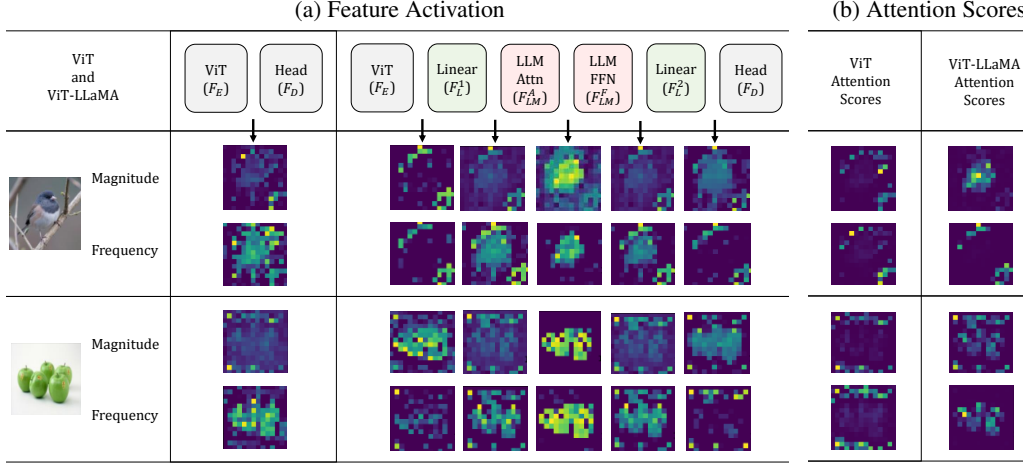 (a) Feature Activation
(b) Attention Scores
ViT
and
ViT-LLaMA
ViT
(F_E)
Head
(F_D)
ViT
(F_E)
Linear
(F_L^1)
LLM
Attn
(F_LM^A)
LLM
FFN
(F_LM^F)
Linear
(F_L^2)
Head
(F_D)
ViT
Attention
Scores
ViT-LLaMA
Attention
Scores
Magnitude
Frequency
Magnitude
Frequency